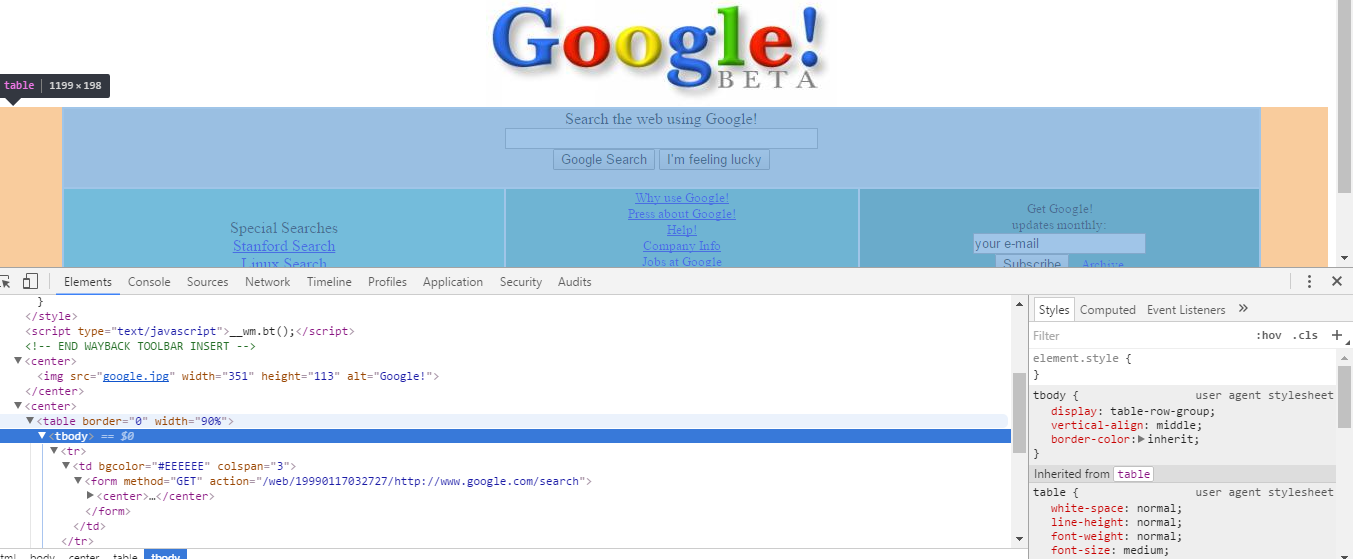 Google!
BETA
table 1199 × 198
Search the web using Google!
Google Search I'm feeling lucky
Special Searches
Stanford Search
Linux Search
Why use Google!
Press about Google!
Help!
Company Info
Jobs at Google
Get Google!
updates monthly:
your e-mail
Subscribe Archive
Elements Console Sources Network Timeline Profiles Application Security Audits
}
</style>
<script type="text/javascript">__wm.bt();</script>
<!-- END WAYBACK TOOLBAR INSERT -->
<center>
<img src="google.jpg" width="351" height="113" alt="Google!">
</center>
<center>
<table border="0" width="90%">
<tbody> == $0
<tr>
<td bgcolor="#EEEEEE" colspan="3">
<form method="GET" action="/web/19990117032727/http://www.google.com/search">
<center>…</center>
</form>
</td>
</tr>
html body center table tbody
Styles Computed Event Listeners »
Filter :hov .cls +
element.style {
}
tbody { user agent stylesheet
display: table-row-group;
vertical-align: middle;
border-color: inherit;
}
Inherited from table
table { user agent stylesheet
white-space: normal;
line-height: normal;
font-weight: normal;
font-size: medium;